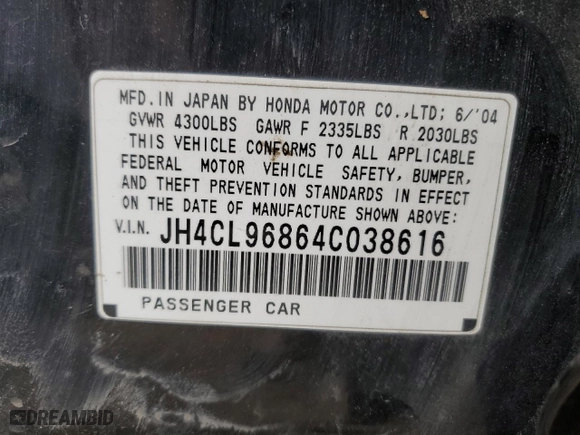 MFD. IN JAPAN BY HONDA MOTOR CO.,LTD; 6/'04
GVWR 4300LBS GAWR F 2335LBS R 2030LBS
THIS VEHICLE CONFORMS TO ALL APPLICABLE
FEDERAL MOTOR VEHICLE SAFETY, BUMPER,
AND THEFT PREVENTION STANDARDS IN EFFECT
ON THE DATE OF MANUFACTURE SHOWN ABOVE:
V.I.N. JH4CL96864C038616
PASSENGER CAR
DREAMBID